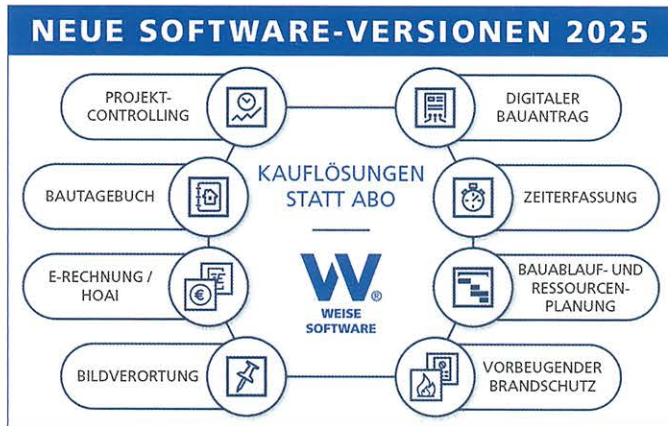 NEUE SOFTWARE-VERSIONEN 2025
PROJEKT-
CONTROLLING
DIGITALER
BAUANTRAG
KAUFLÖSUNGEN
STATT ABO
BAUTAGEBUCH
ZEITERFASSUNG
E-RECHNUNG /
HOAI
BAUABLAUF- UND
RESSOURCEN-
PLANUNG
W®
WEISE
SOFTWARE
BILDVERORTUNG
VORBEUGENDER
BRANDSCHUTZ